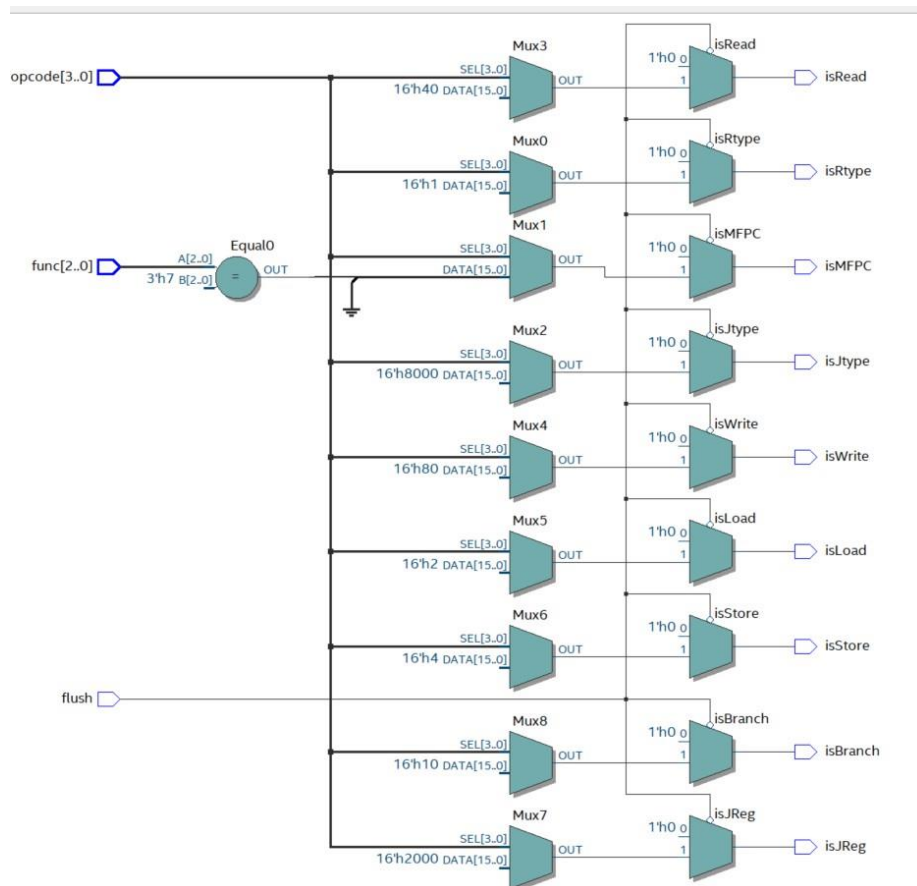 Mux3
isRead
opcode[3..0]
SEL[3..0]
1'h0 0
isRead
16'h40 DATA[15..0]
OUT
1
Mux0
isRtype
SEL[3..0]
1'h0 0
isRtype
16'h1 DATA[15..0]
OUT
1
Mux1
isMFPC
Equal0
SEL[3..0]
1'h0 0
func[2..0]
A[2..0]
OUT
isMFPC
3'h7 B[2..0]
=
OUT
DATA[15..0]
1
Mux2
isJtype
SEL[3..0]
1'h0 0
isJtype
16'h8000 DATA[15..0]
OUT
1
Mux4
isWrite
SEL[3..0]
1'h0 0
isWrite
16'h80 DATA[15..0]
OUT
1
Mux5
isLoad
SEL[3..0]
1'h0 0
isLoad
16'h2 DATA[15..0]
OUT
1
Mux6
isStore
SEL[3..0]
1'h0 0
isStore
16'h4 DATA[15..0]
OUT
1
flush
Mux8
isBranch
SEL[3..0]
1'h0 0
isBranch
16'h10 DATA[15..0]
OUT
1
Mux7
isJReg
SEL[3..0]
1'h0 0
isJReg
16'h2000 DATA[15..0]
OUT
1